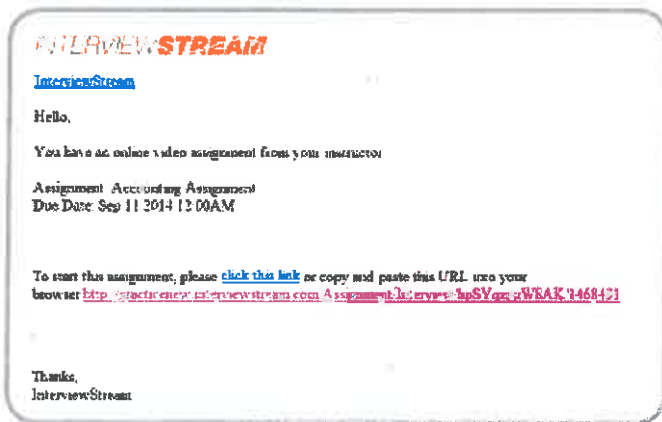 INTERVIEWSTREAM
InterviewStream
Hello,
You have an online video assignment from your instructor
Assignment: Accounting Assignment
Due Date: Sep 11 2014 12:00AM
To start this assignment, please click this link or copy and paste this URL into your
browser
Thanks,
InterviewStream